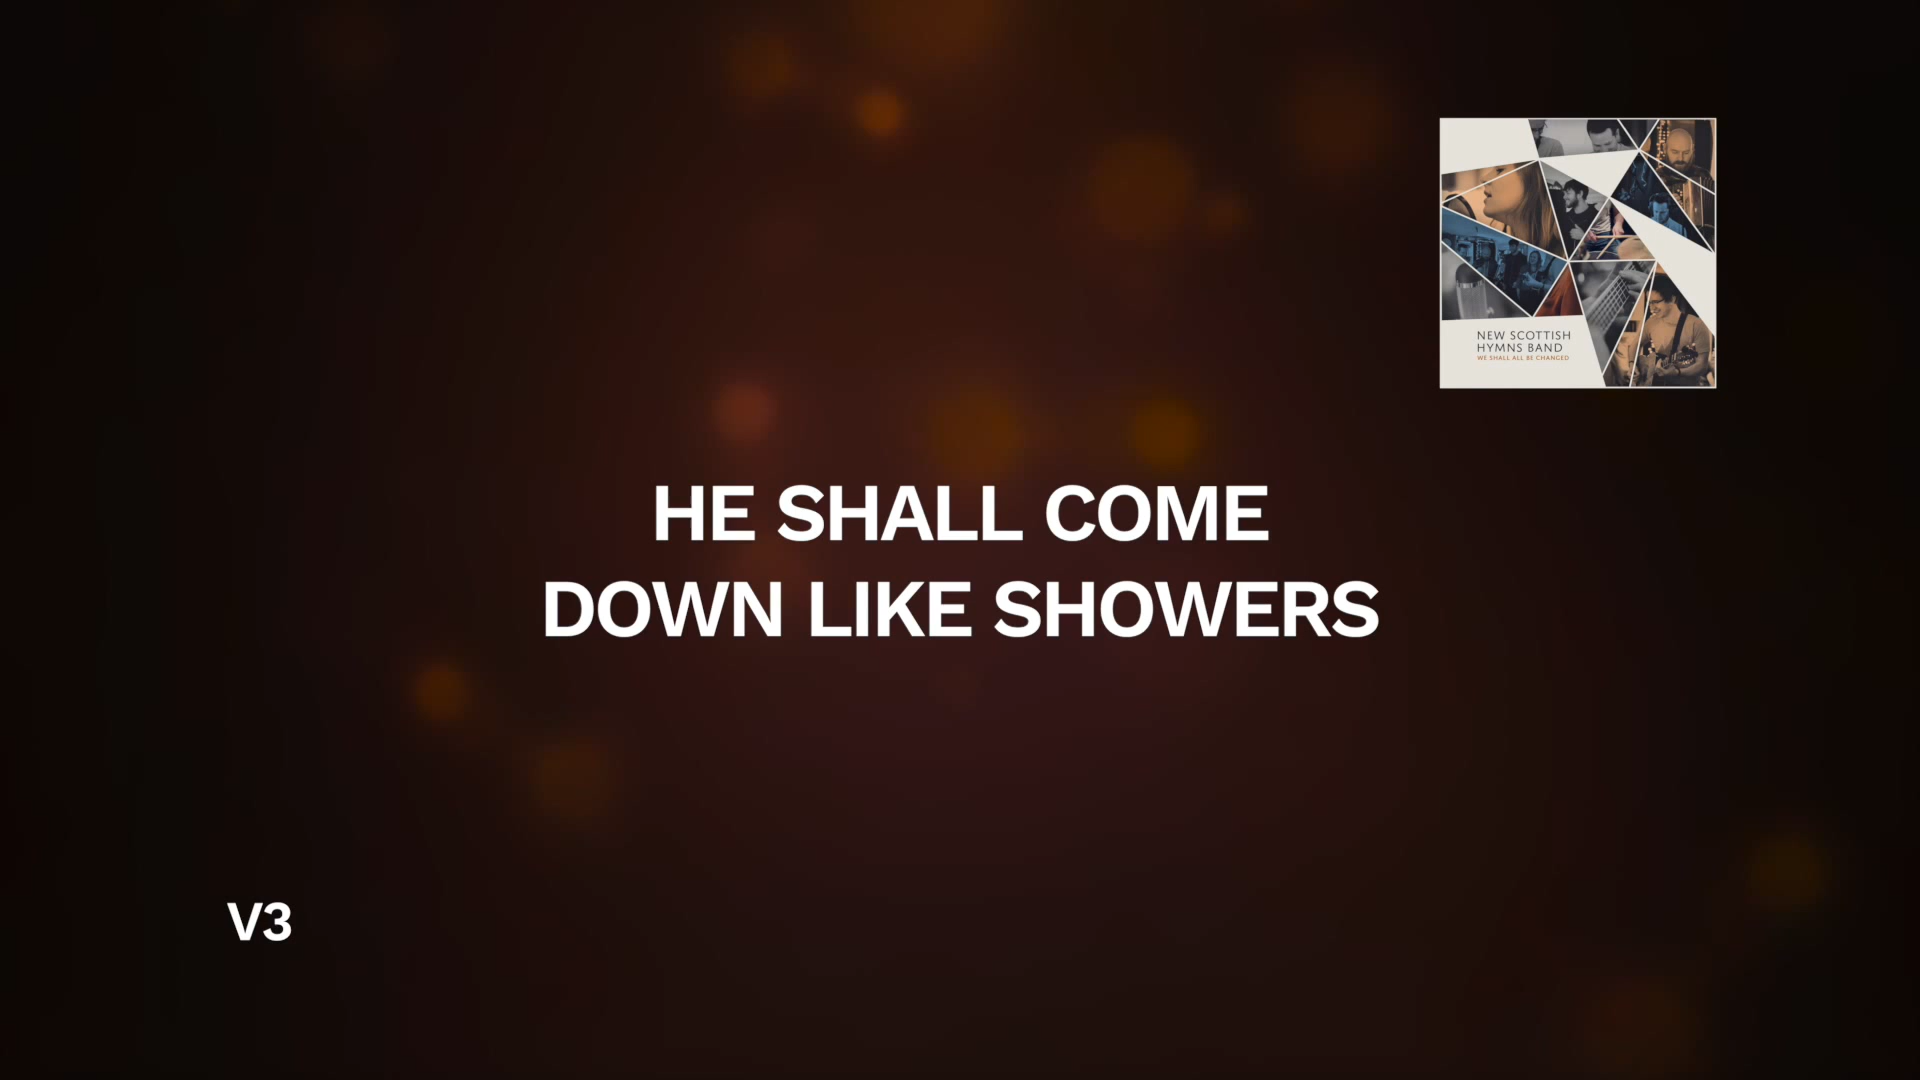 NEW SCOTTISH
HYMNS BAND
WE SHALL ALL BE CHANGED
HE SHALL COME
DOWN LIKE SHOWERS
V3